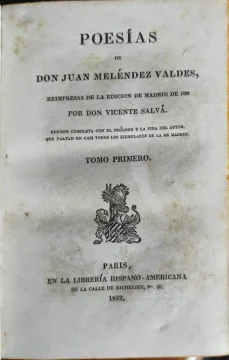 POESÍAS
DE
DON JUAN MELÉNDEZ VALDES,
REIMPRESAS DE LA EDICION DE MADRID DE 1820
POR DON VICENTE SALVÁ.
EDICION COMPLETA CON EL PRÓLOGO Y LA VIDA DEL AUTOR,
QUE FALTAN EN CASI TODOS LOS EJEMPLARES DE LA DE MADRID.
TOMO PRIMERO.
PARIS,
EN LA LIBRERÍA HISPANO-AMERICANA
DE LA CALLE DE RICHELIEU, Nº. 60.
1832.